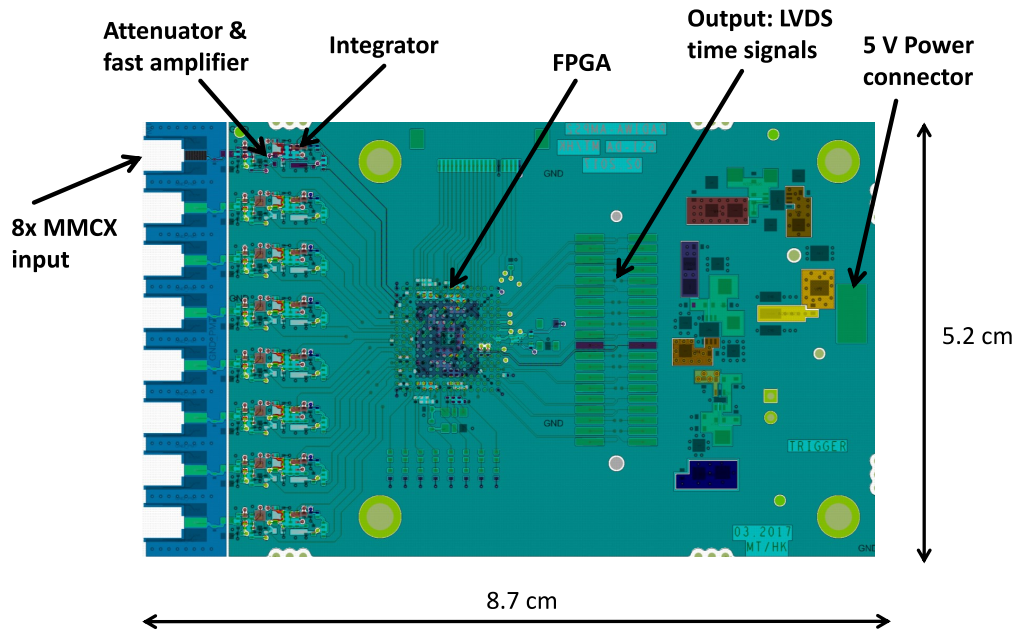 Attenuator &
fast amplifier
Integrator
FPGA
Output: LVDS
time signals
5 V Power
connector
8x MMCX
input
GND
GND
TRIGGER
03.2017
MT/HK
GND
5.2 cm
8.7 cm